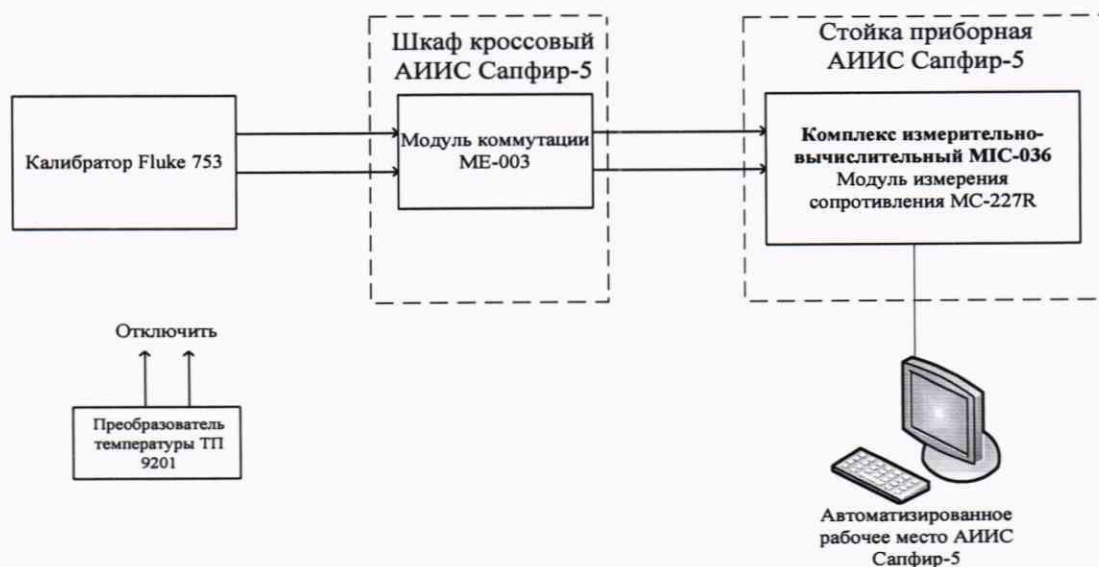 Шкаф кроссовый
АИИС Сапфир-5
Стойка приборная
АИИС Сапфир-5
Калибратор Fluke 753
Модуль коммутации
МЕ-003
Комплекс измерительно-
вычислительный MIC-036
Модуль измерения
сопротивления МС-227R
Отключить
Преобразователь
температуры ТП
9201
Автоматизированное
рабочее место АИИС
Сапфир-5